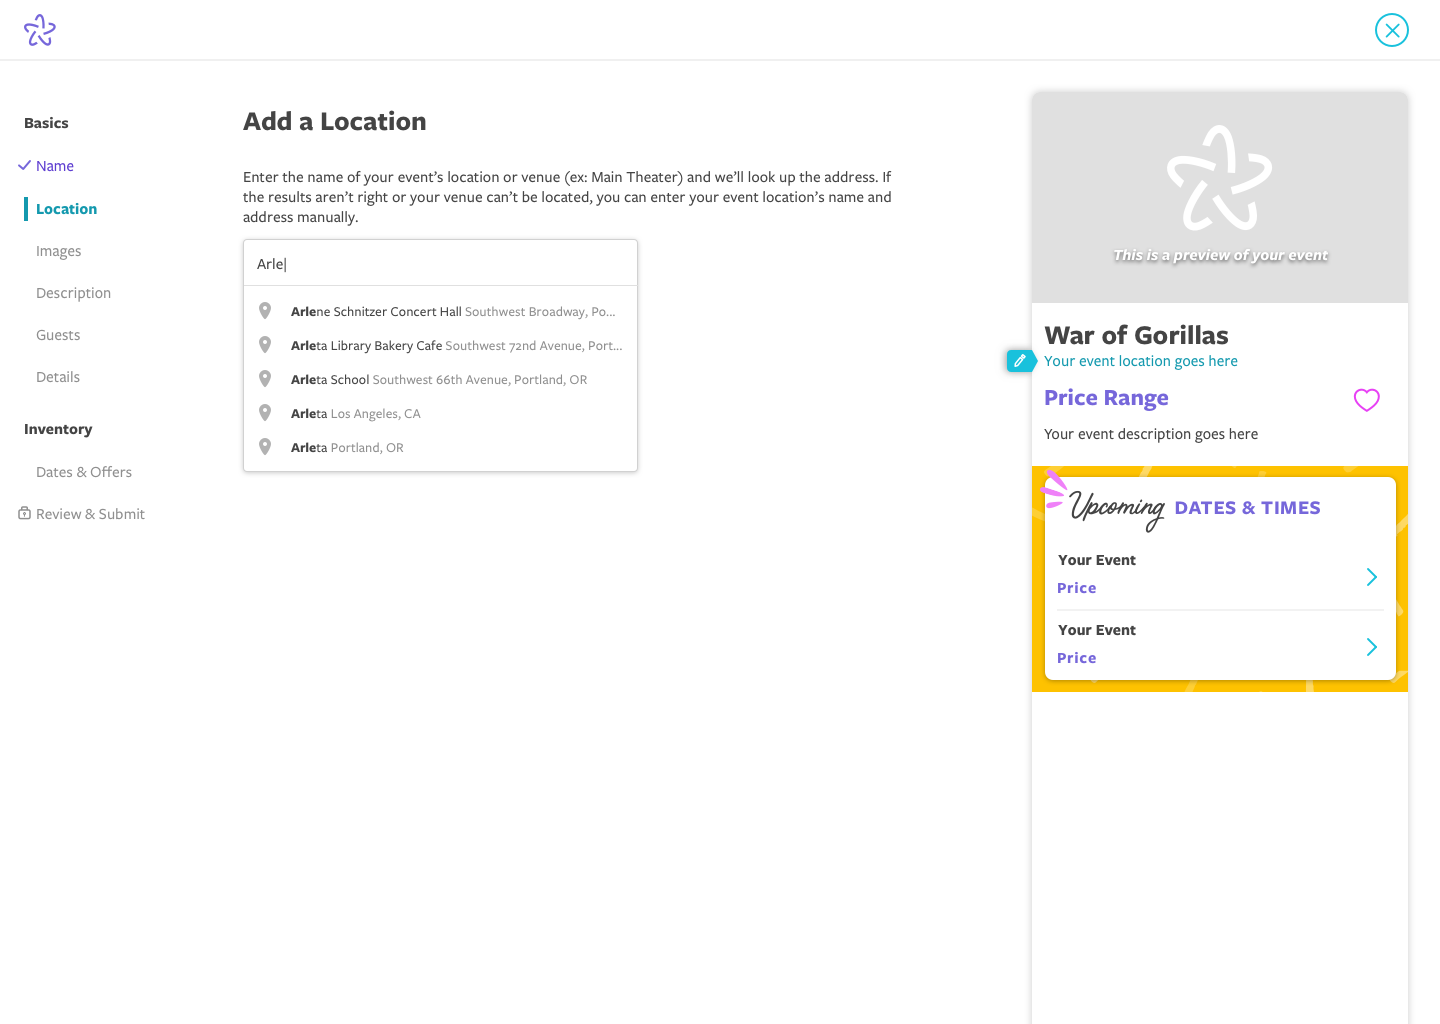 Basics
Name
Location
Images
Description
Guests
Details
Inventory
Dates & Offers
Review & Submit
Add a Location
Enter the name of your event’s location or venue (ex: Main Theater) and we’ll look up the address. If
the results aren’t right or your venue can’t be located, you can enter your event location’s name and
address manually.
Arle
Arlene Schnitzer Concert Hall Southwest Broadway, Po...
Arleta Library Bakery Cafe Southwest 72nd Avenue, Port...
Arleta School Southwest 66th Avenue, Portland, OR
Arleta Los Angeles, CA
Arleta Portland, OR
This is a preview of your event
War of Gorillas
Your event location goes here
Price Range
Your event description goes here
Upcoming DATES & TIMES
Your Event
Price
Your Event
Price